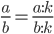 a/b = a:k/b:k